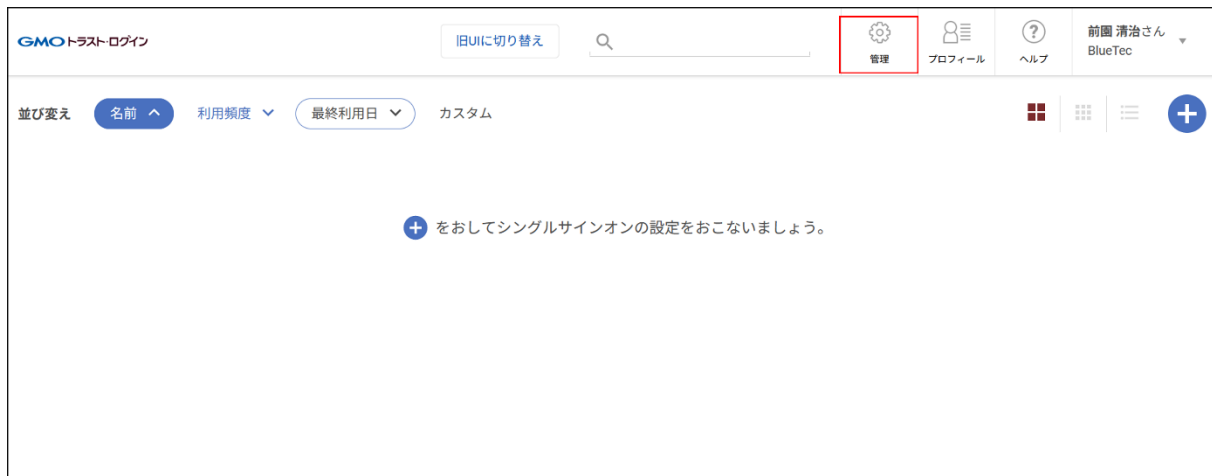 GMOトラスト・ログイン
旧UIに切り替え
管理
プロフィール
ヘルプ
前園 清治さん
BlueTec
並び変え 名前 利用頻度 最終利用日 カスタム
をおしてシングルサインオンの設定をおこないましょう。